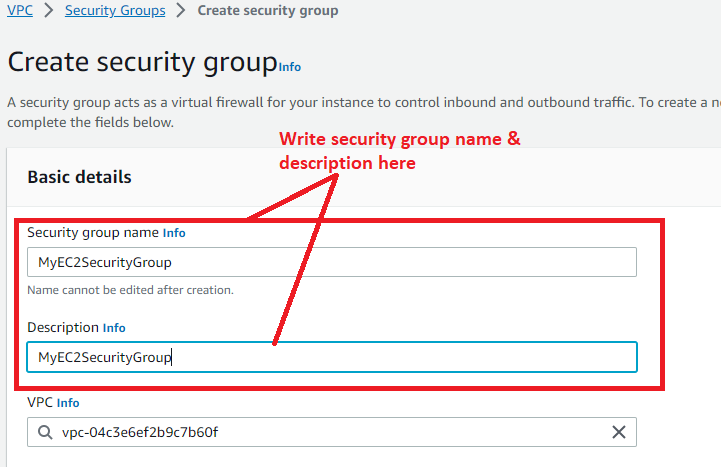 VPC > Security Groups > Create security group
Create security group Info
A security group acts as a virtual firewall for your instance to control inbound and outbound traffic. To create a
complete the fields below.
Write security group name &
description here
Basic details
Security group name Info
MyEC2SecurityGroup
Name cannot be edited after creation.
Description Info
MyEC2SecurityGroup
VPC Info
vpc-04c3e6ef2b9c7b60f